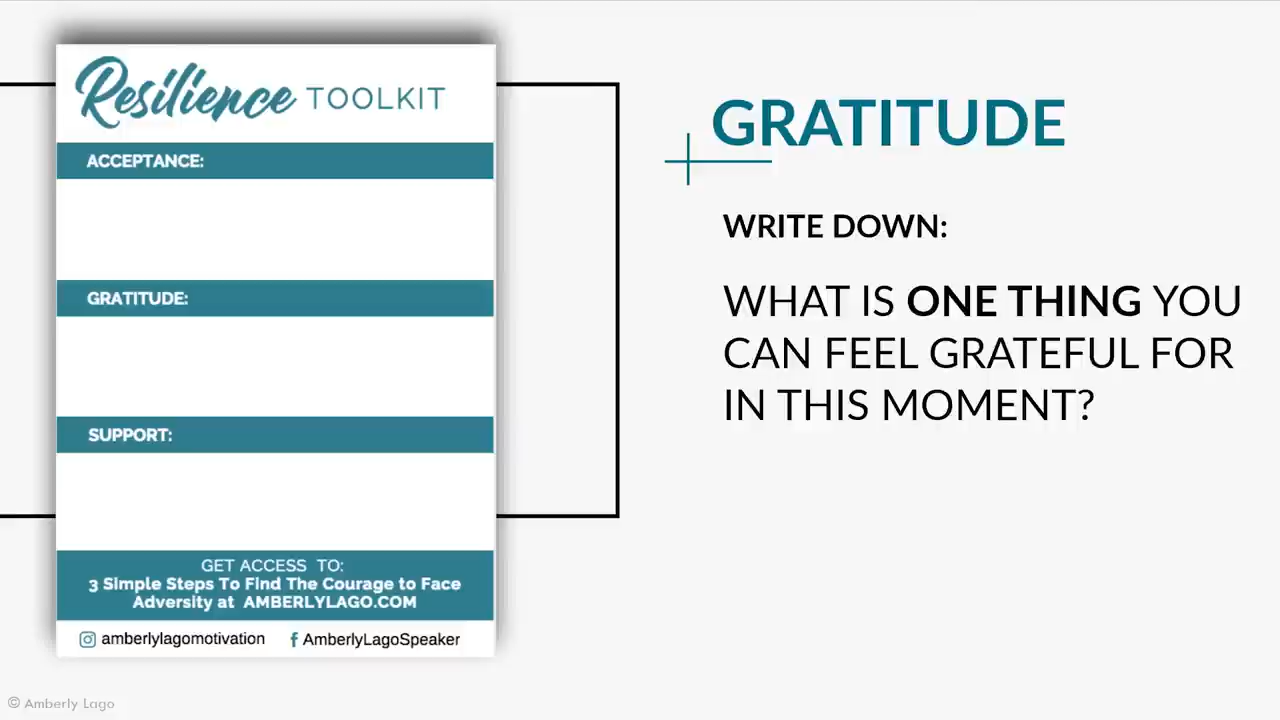 Resilience TOOLKIT
ACCEPTANCE:
GRATITUDE:
SUPPORT:
GET ACCESS TO:
3 Simple Steps To Find The Courage to Face
Adversity at AMBERLYLAGO.COM
amberlylagomotivation
AmberlyLagoSpeaker
GRATITUDE
WRITE DOWN:
WHAT IS ONE THING YOU
CAN FEEL GRATEFUL FOR
IN THIS MOMENT?
© Amberly Lago